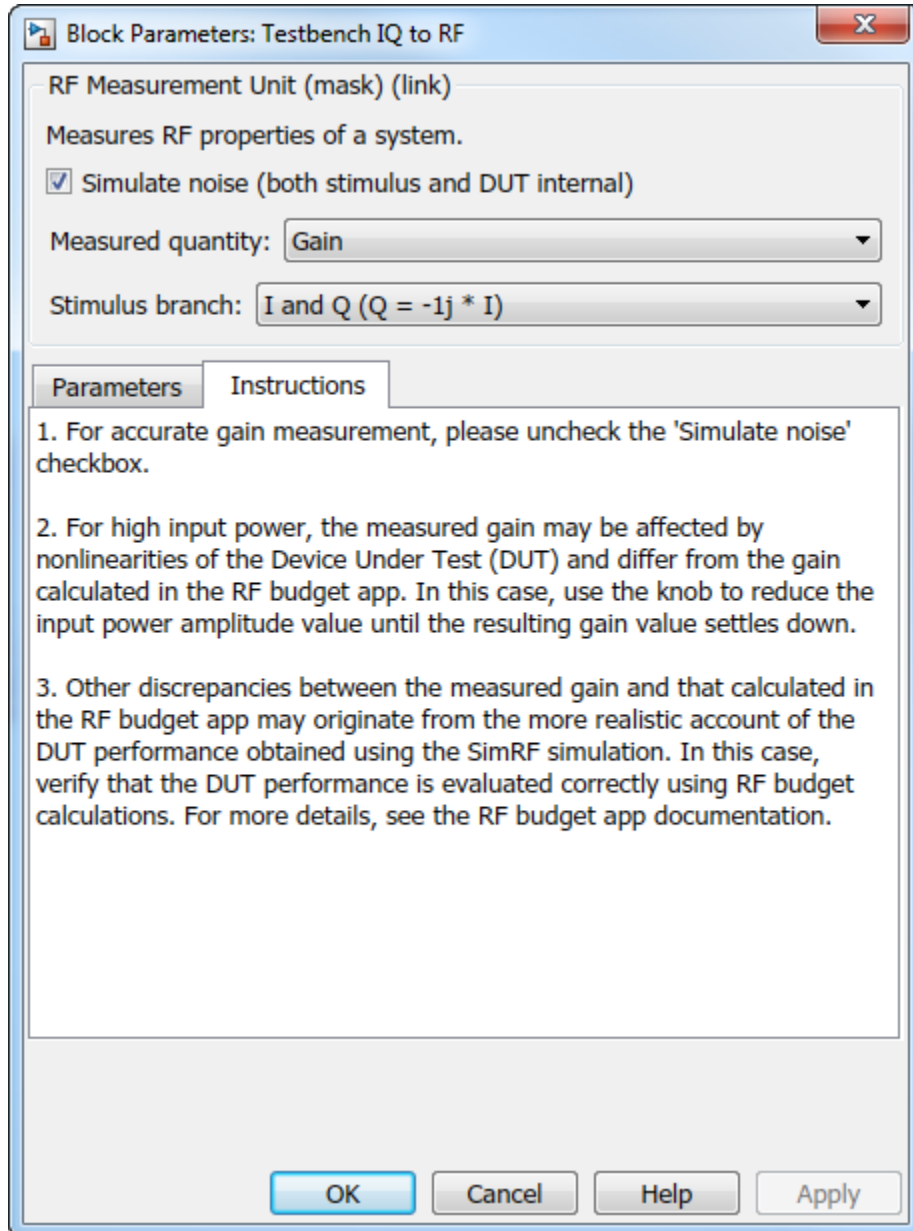 Block Parameters: Testbench IQ to RF
RF Measurement Unit (mask) (link)
Measures RF properties of a system.
Simulate noise (both stimulus and DUT internal)
Measured quantity: Gain
Stimulus branch: I and Q (Q = -1j * I)
Parameters Instructions
1. For accurate gain measurement, please uncheck the 'Simulate noise'
checkbox.
2. For high input power, the measured gain may be affected by
nonlinearities of the Device Under Test (DUT) and differ from the gain
calculated in the RF budget app. In this case, use the knob to reduce the
input power amplitude value until the resulting gain value settles down.
3. Other discrepancies between the measured gain and that calculated in
the RF budget app may originate from the more realistic account of the
DUT performance obtained using the SimRF simulation. In this case,
verify that the DUT performance is evaluated correctly using RF budget
calculations. For more details, see the RF budget app documentation.
OK Cancel Help Apply